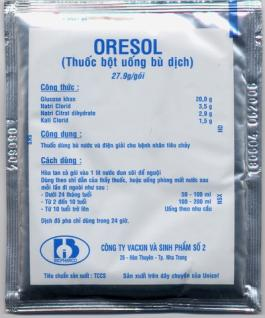 ORESOL
(Thuốc bột uống bù dịch)
27.9g/gói
Công thức :
Glucose khan 20,0 g
Natri Clorid 3,5 g
Natri Citrat dihydrat 2,9 g
Kali Clorid 1,5 g
Công dụng :
Thuốc dùng bù nước và điện giải cho bệnh nhân tiêu chảy
Cách dùng :
Hòa tan cả gói vào 1 lít nước đun sôi để nguội
Dùng theo chỉ dẫn của thầy thuốc, hoặc uống phòng mất nước sau
mỗi lần đi ngoài như sau :
- Dưới 24 tháng tuổi 50 - 100 ml
- Từ 2 đến 10 tuổi 100 - 200 ml
- Từ 10 tuổi trở lên Uống theo nhu cầu
Dịch đã pha chỉ dùng trong 24 giờ.
BIOPHARCO
CÔNG TY VACXIN VÀ SINH PHẨM SỐ 2
26 - Hàn Thuyên - Tp. Nha Trang
Tiêu chuẩn sản xuất : TCCS Sản xuất trên dây chuyền của Unicef
SKS
HD
NSX